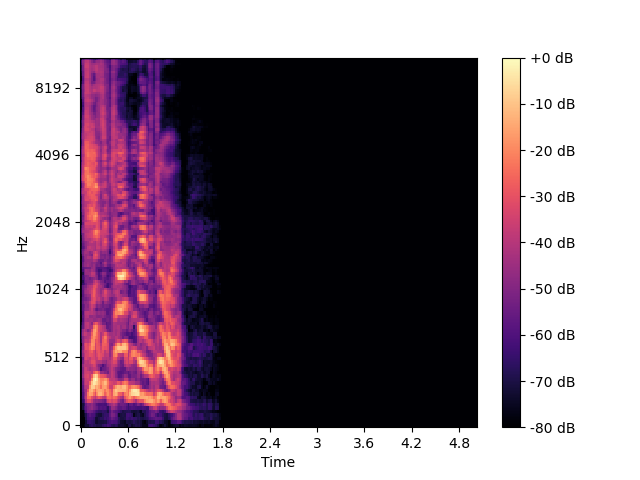 8192
4096
2048
1024
512
0
Hz
0 0.6 1.2 1.8 2.4 3 3.6 4.2 4.8
Time
+0 dB
-10 dB
-20 dB
-30 dB
-40 dB
-50 dB
-60 dB
-70 dB
-80 dB